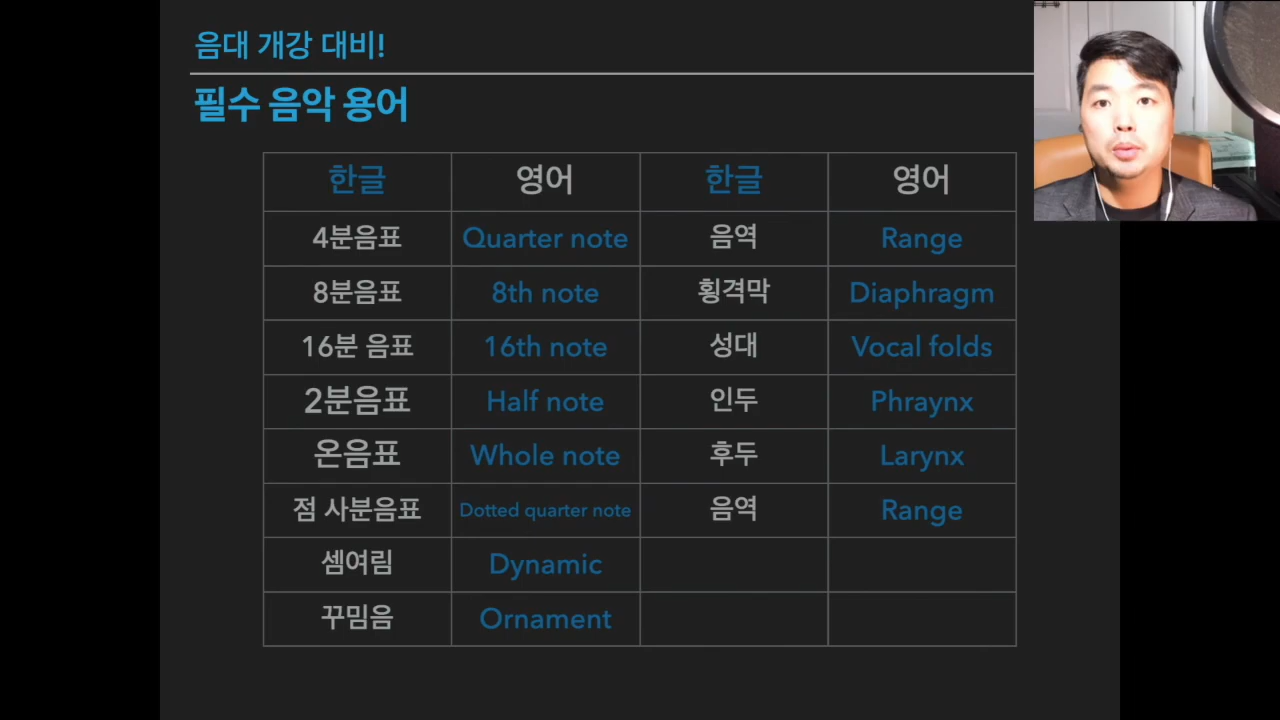 음대 개강 대비!
필수 음악 용어
한글 영어 한글 영어
4분음표 Quarter note 음역 Range
8분음표 8th note 횡격막 Diaphragm
16분 음표 16th note 성대 Vocal folds
2분음표 Half note 인두 Phraynx
온음표 Whole note 후두 Larynx
점 사분음표 Dotted quarter note 음역 Range
셈여림 Dynamic
꾸밈음 Ornament